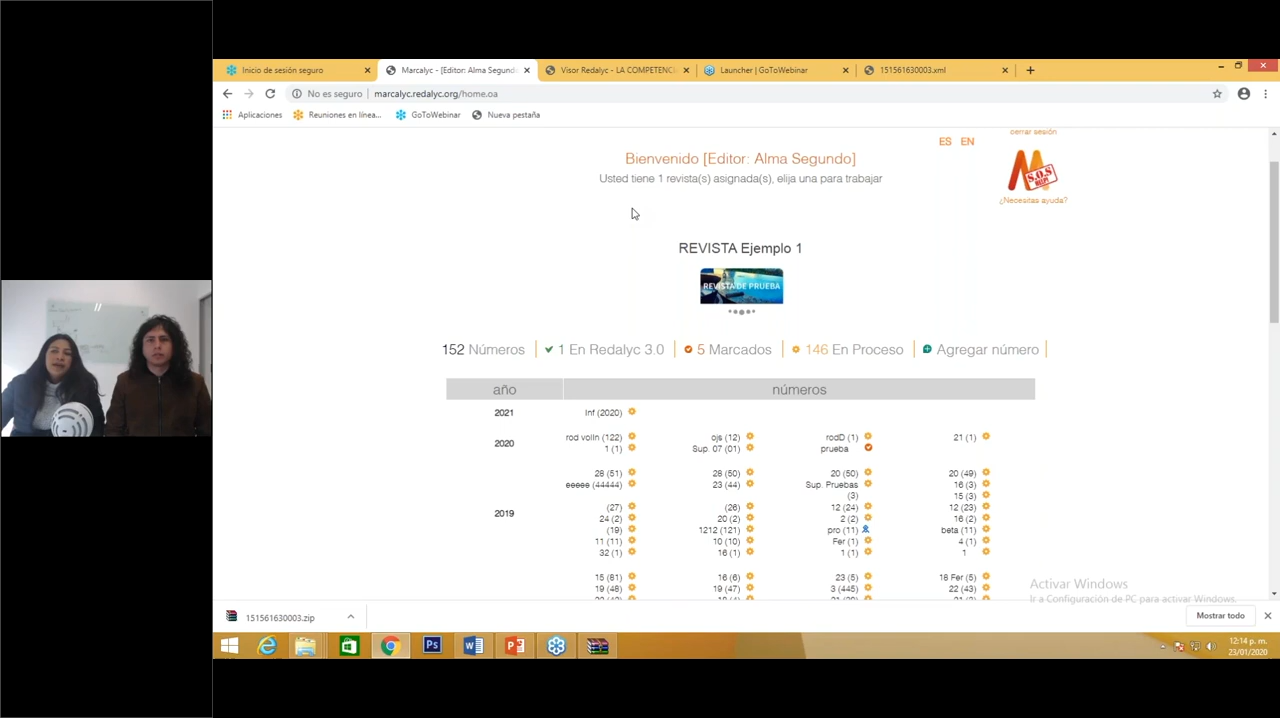 Inicio de sesión seguro
Marcalyc - [Editor: Alma Segundo
Visor Redalyc - LA COMPETENCI
Launcher | GoToWebinar
151561630003.xml
No es seguro
marcalyc.redalyc.org/home.oa
Aplicaciones
Reuniones en línea...
GoToWebinar
Nueva pestaña
cerrar sesión
ES EN
Bienvenido [Editor: Alma Segundo]
Usted tiene 1 revista(s) asignada(s), elija una para trabajar
S.O.S
¿Necesitas ayuda?
REVISTA Ejemplo 1
REVISTA DE PRUEBA
152 Números
1 En Redalyc 3.0
5 Marcados
146 En Proceso
Agregar número
año números
2021 Inf (2020)
2020 rod volIn (122) ojs (12) rodD (1) 21 (1)
1 (1) Sup. 07 (01) prueba
28 (51) 28 (50) 20 (50) 20 (49)
eeeee (44444) 23 (44) Sup. Pruebas (3) 16 (3)
15 (3)
2019 (27) (26) 12 (24) 12 (23)
24 (2) 20 (2) 2 (2) 16 (2)
(19) 1212 (121) pro (11) beta (11)
11 (11) 10 (10) Fer (1) 4 (1)
32 (1) 16 (1) 1 (1) 1
15 (81) 16 (6) 23 (5) 18 Fer (5)
19 (48) 19 (47) 3 (445) 22 (43)
Activar Windows
Ir a Configuración de PC para activar Windows.
151561630003.zip
Mostrar todo
12:14 p. m.
23/01/2020